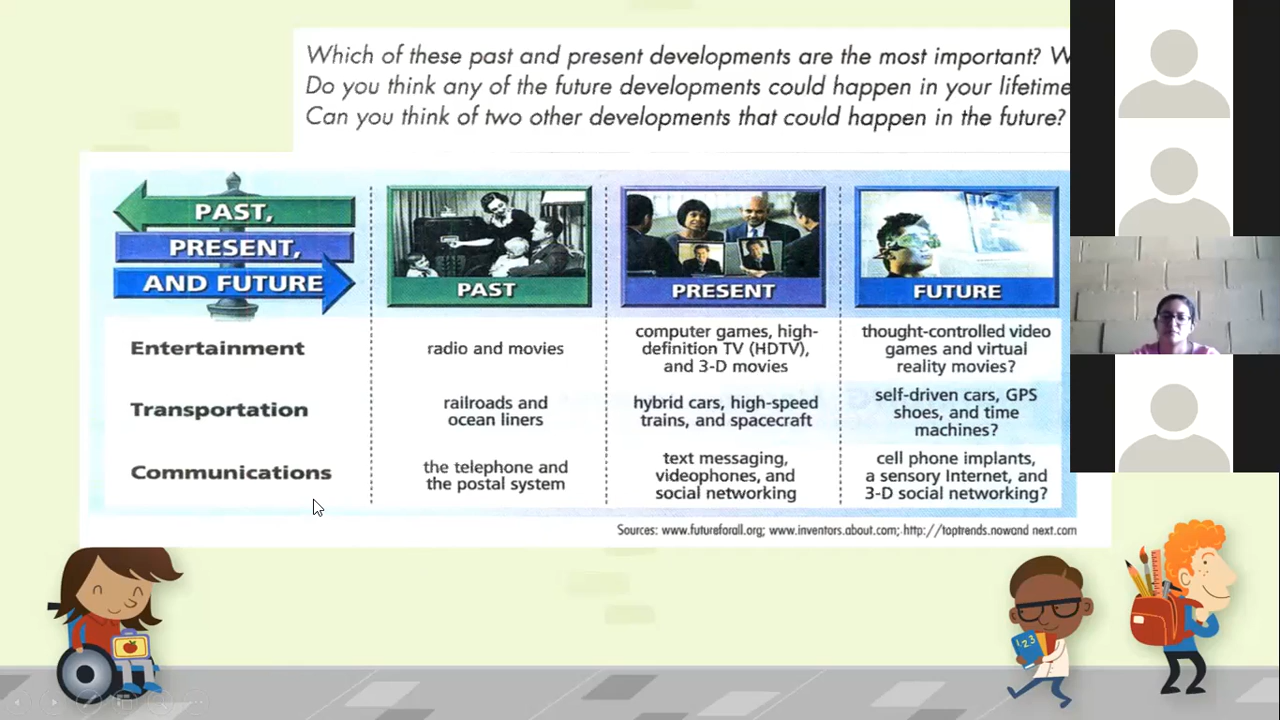 Which of these past and present developments are the most important? W
Do you think any of the future developments could happen in your lifetime
Can you think of two other developments that could happen in the future?
PAST,
PRESENT,
AND FUTURE
PAST
PRESENT
FUTURE
Entertainment
radio and movies
computer games, high-
definition TV (HDTV),
and 3-D movies
thought-controlled video
games and virtual
reality movies?
Transportation
railroads and
ocean liners
hybrid cars, high-speed
trains, and spacecraft
self-driven cars, GPS
shoes, and time
machines?
Communications
the telephone and
the postal system
text messaging,
videophones, and
social networking
cell phone implants,
a sensory Internet, and
3-D social networking?
Sources: www.futureforall.org; www.inventors.about.com; http://toptrends.nowand next.com
1 2 3